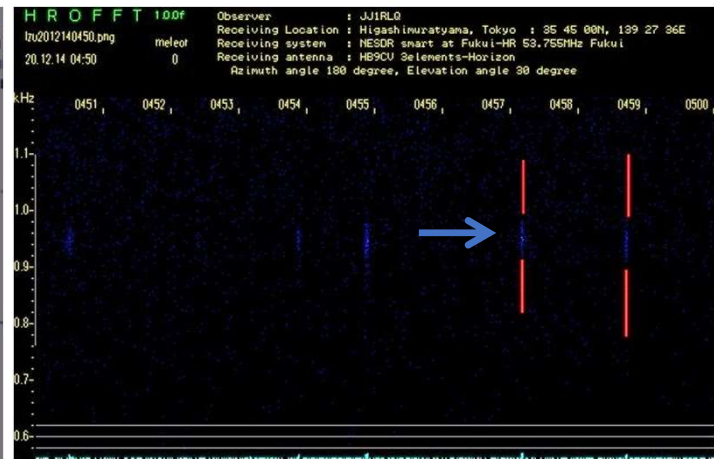 H R O F F T 1.0.0f
Izu2012140450.png meteor
20.12.14 04:50 0
Observer : JJ1RLQ
Receiving Location : Higashimuratyama, Tokyo : 35 45 00N, 139 27 36E
Receiving system : NESDR smart at Fukui-HR 53.755MHz Fukui
Receiving antenna : HB9CV 3elements-Horizon
Azimuth angle 180 degree, Elevation angle 30 degree
kHz 0451 0452 0453 0454 0455 0456 0457 0458 0459 0500
1.1
1.0
0.9
0.8
0.7
0.6